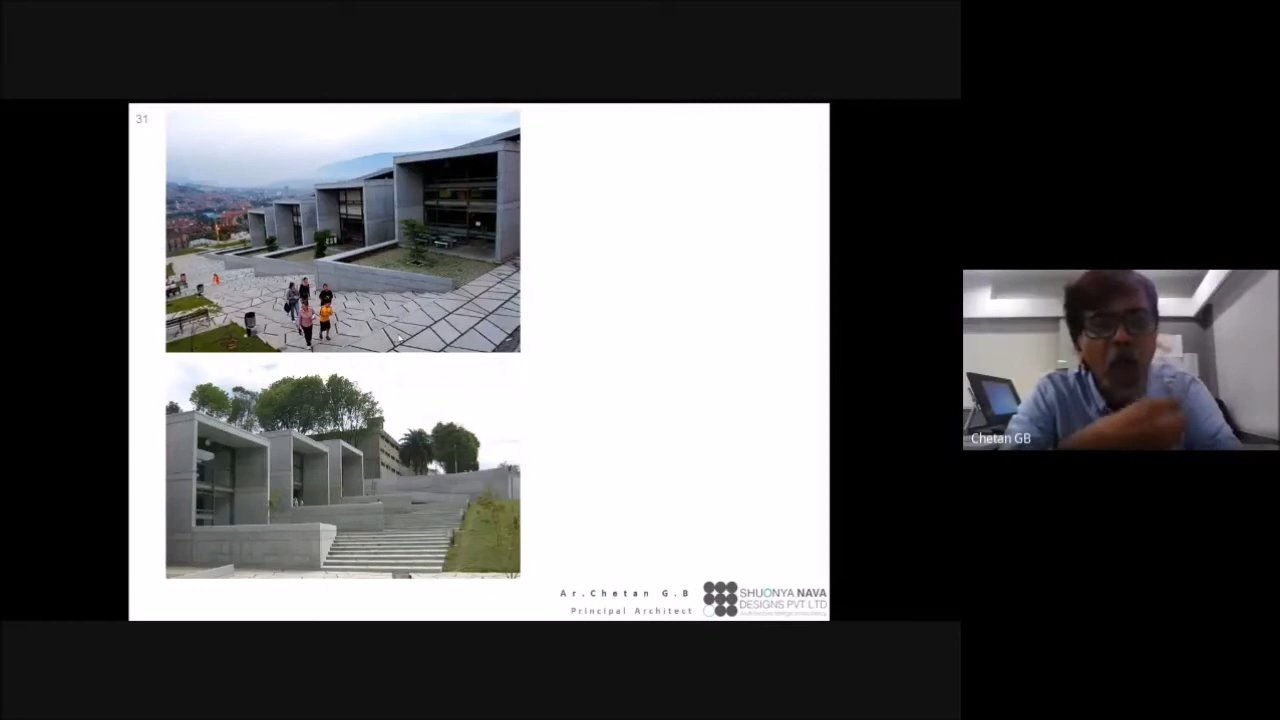 31
Ar.Chetan G.B
Principal Architect
SHUONYA NAVA
DESIGNS PVT LTD
Chetan GB